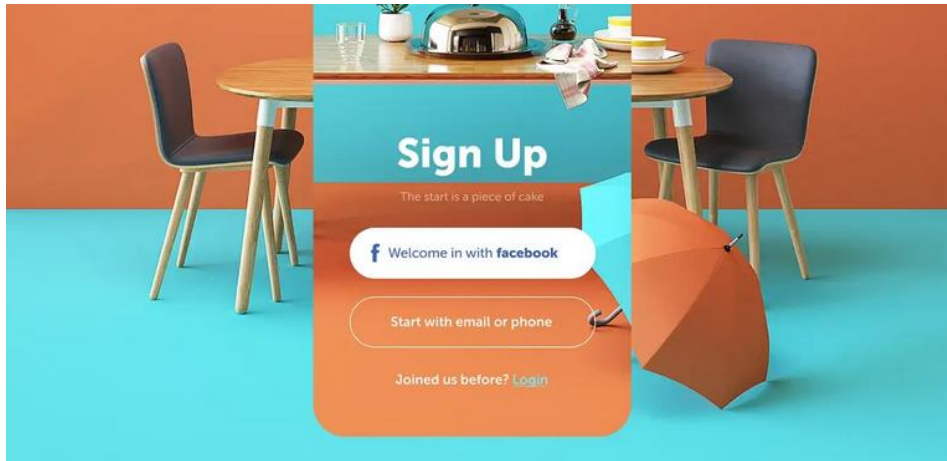 Sign Up
The start is a piece of cake
f Welcome in with facebook
Start with email or phone
Joined us before? Login